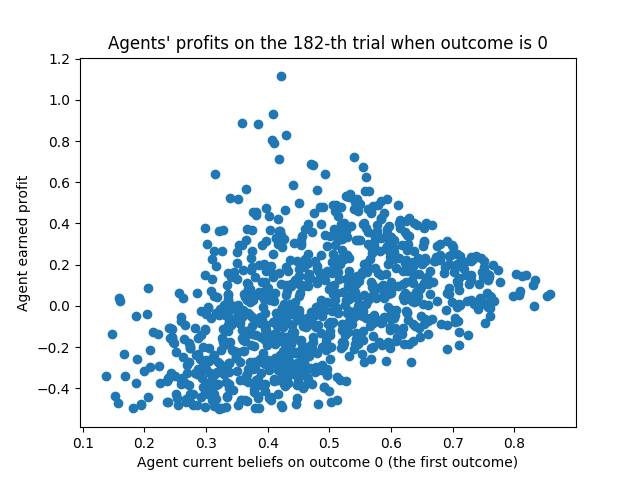 Agents' profits on the 182-th trial when outcome is 0
1.2
1.0
0.8
0.6
0.4
0.2
0.0
−0.2
−0.4
Agent earned profit
0.1 0.2 0.3 0.4 0.5 0.6 0.7 0.8
Agent current beliefs on outcome 0 (the first outcome)